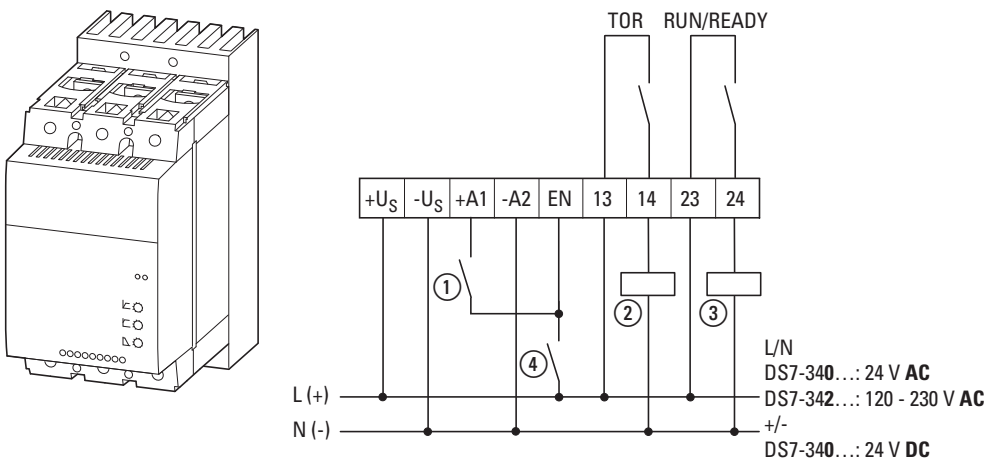 TOR RUN/READY
+US -US +A1 -A2 EN 13 14 23 24
1
2
3
4
L (+)
N (-)
L/N
DS7-340…: 24 V AC
DS7-342…: 120 - 230 V AC
+/-
DS7-340…: 24 V DC